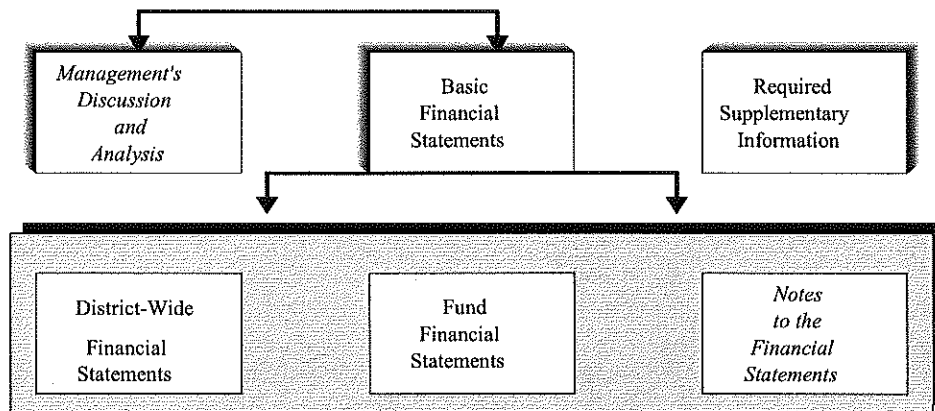 Management's
Discussion
and
Analysis
Basic
Financial
Statements
Required
Supplementary
Information
District-Wide
Financial
Statements
Fund
Financial
Statements
Notes
to the
Financial
Statements